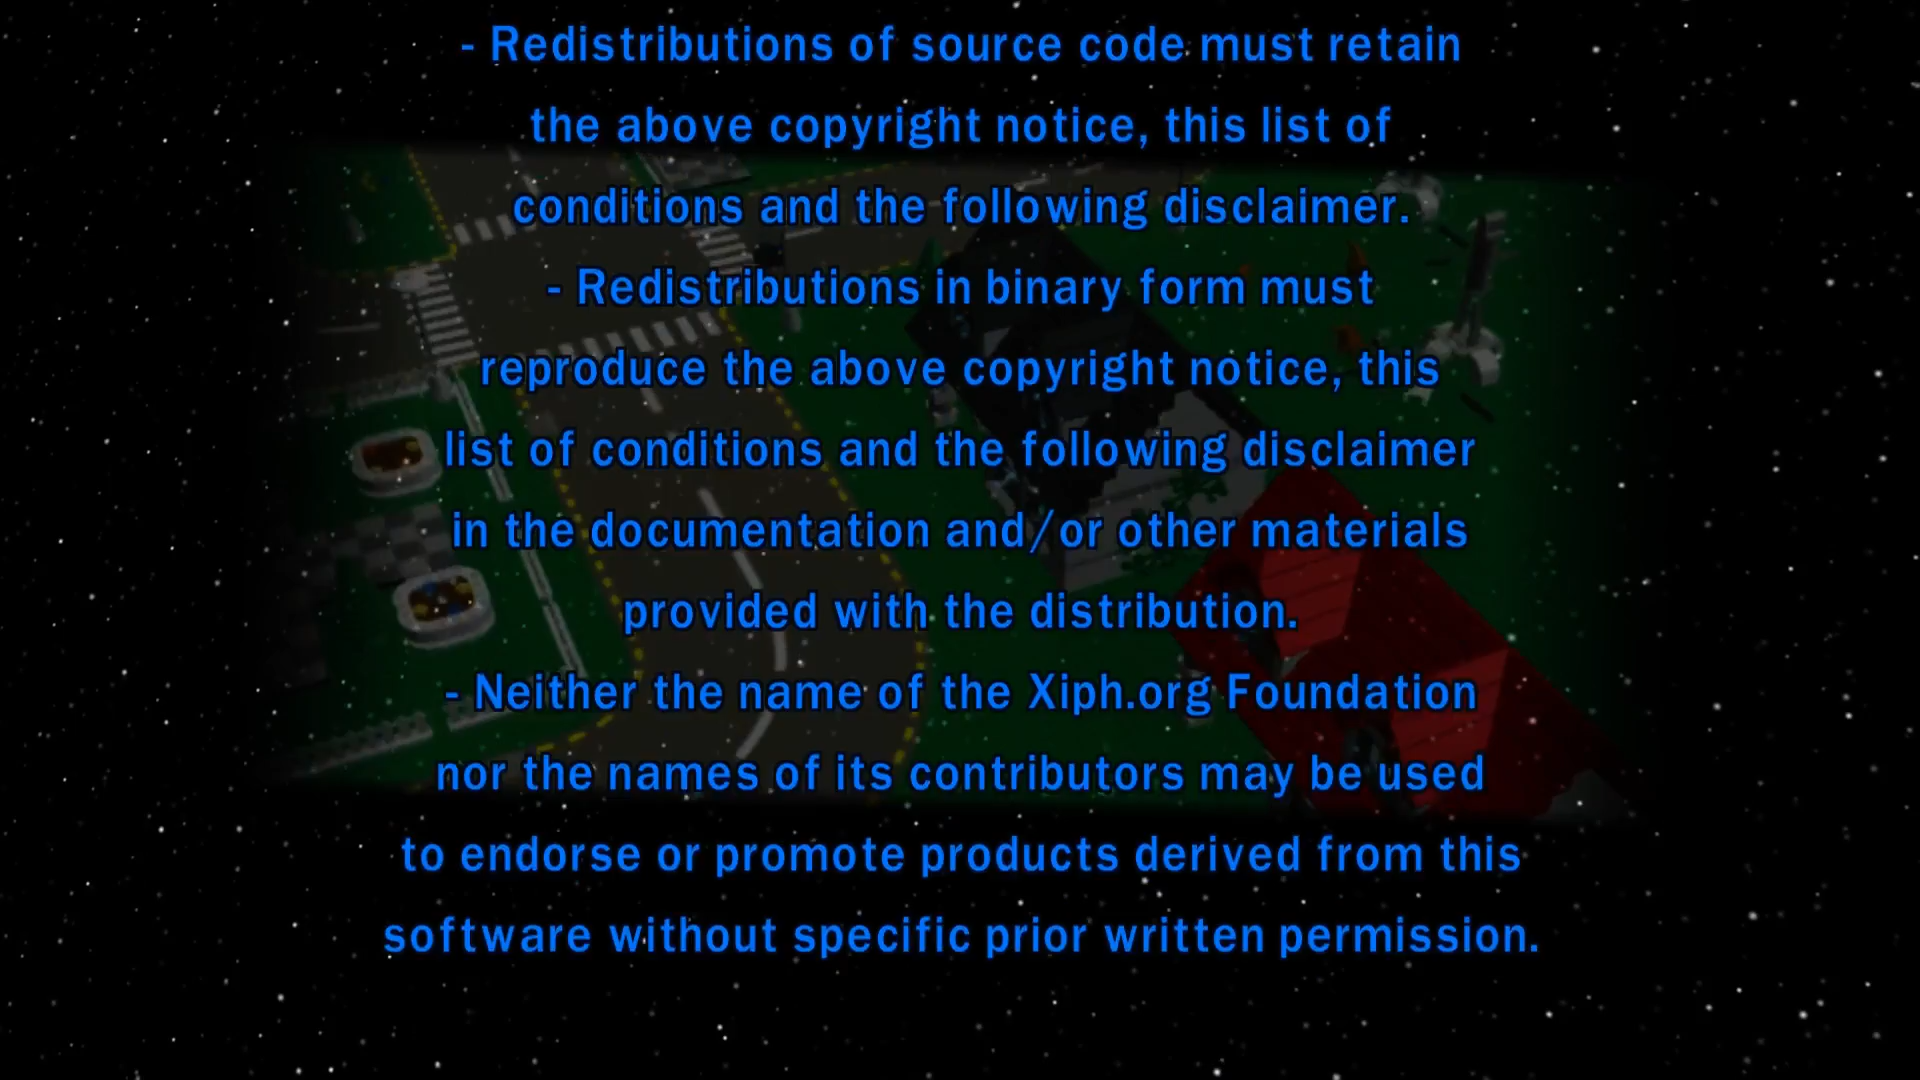 - Redistributions of source code must retain
the above copyright notice, this list of
conditions and the following disclaimer.
- Redistributions in binary form must
reproduce the above copyright notice, this
list of conditions and the following disclaimer
in the documentation and/or other materials
provided with the distribution.
- Neither the name of the Xiph.org Foundation
nor the names of its contributors may be used
to endorse or promote products derived from this
software without specific prior written permission.